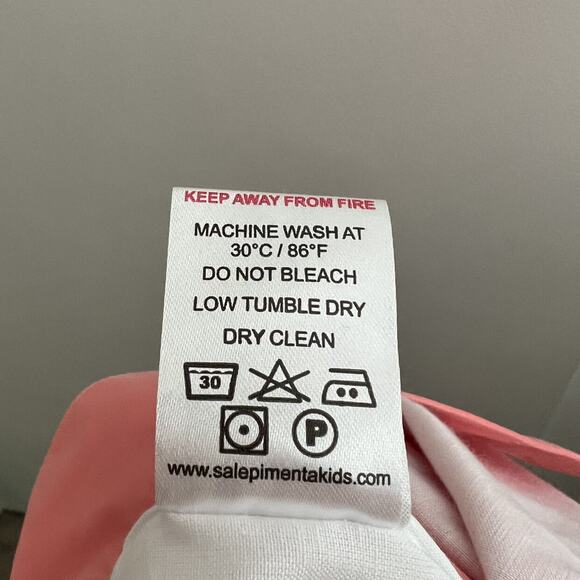 KEEP AWAY FROM FIRE
MACHINE WASH AT
30°C / 86°F
DO NOT BLEACH
LOW TUMBLE DRY
DRY CLEAN
30
P
www.salepimentakids.com